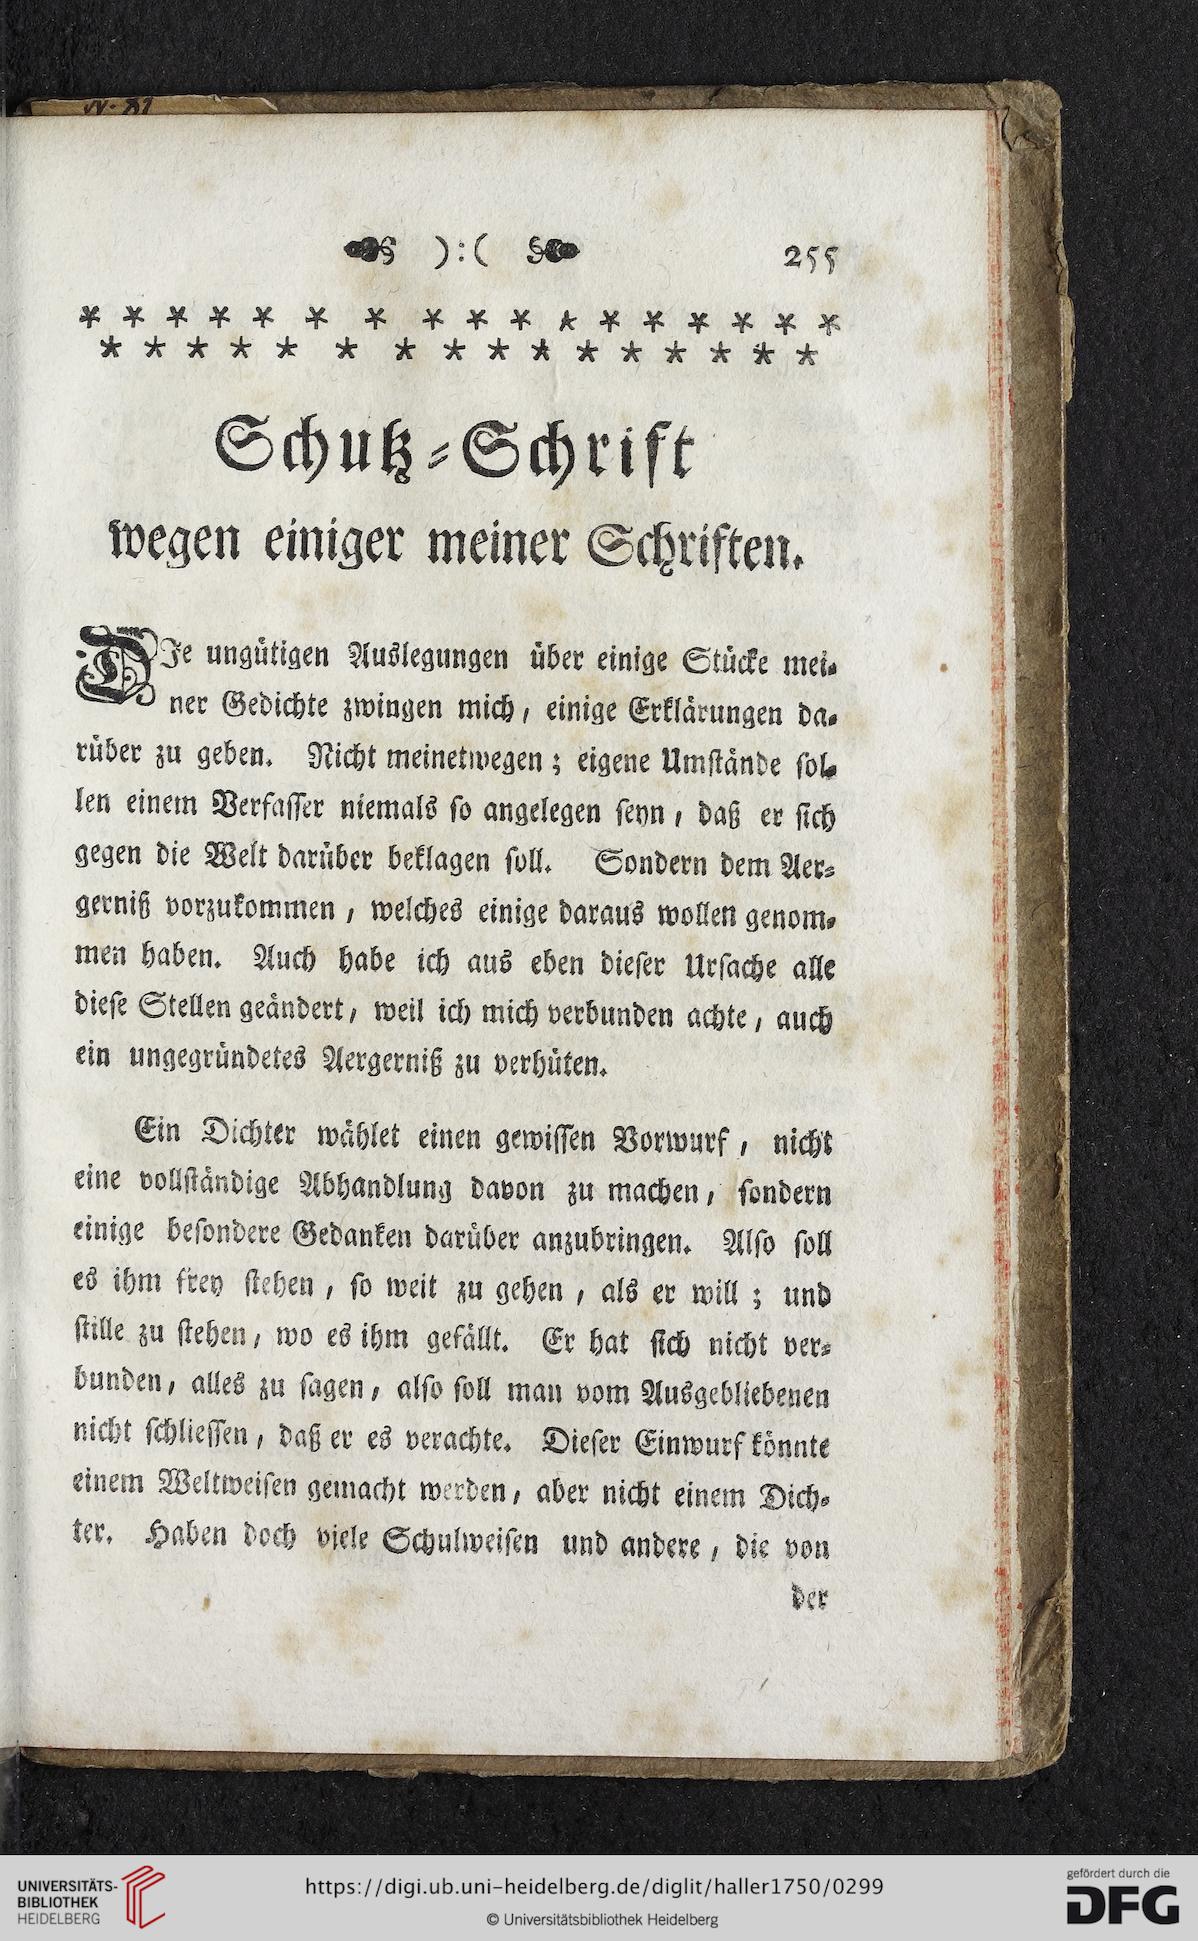 ):( 255
* * * * * * * * * * * * * * * * *
* * * * * * * * * * * * * * * * *
Schutz-Schrift
wegen einiger meiner Schriften.
DIe ungütigen Auslegungen über einige Stücke mei-
ner Gedichte zwingen mich, einige Erklärungen da-
rüber zu geben. Nicht meinetwegen; eigene Umstände sol-
len einem Verfasser niemals so angelegen seyn, daß er sich
gegen die Welt darüber beklagen soll. Sondern dem Aer-
gerniß vorzukommen, welches einige daraus wollen genom-
men haben. Auch habe ich aus eben dieser Ursache alle
diese Stellen geändert, weil ich mich verbunden achte, auch
ein ungegründetes Aergerniß zu verhüten.
Ein Dichter wählet einen gewissen Vorwurf, nicht
eine vollständige Abhandlung davon zu machen, sondern
einige besondere Gedanken darüber anzubringen. Also soll
es ihm frey stehen, so weit zu gehen, als er will; und
stille zu stehen, wo es ihm gefällt. Er hat sich nicht ver-
bunden, alles zu sagen, also soll man vom Ausgebliebenen
nicht schliessen, daß er es verachte. Dieser Einwurf könnte
einem Weltweisen gemacht werden, aber nicht einem Dich-
ter. Haben doch viele Schulweisen und andere, die von
der
UNIVERSITÄTS-
BIBLIOTHEK
HEIDELBERG
https://digi.ub.uni-heidelberg.de/diglit/haller1750/0299
© Universitätsbibliothek Heidelberg
gefördert durch die
DFG